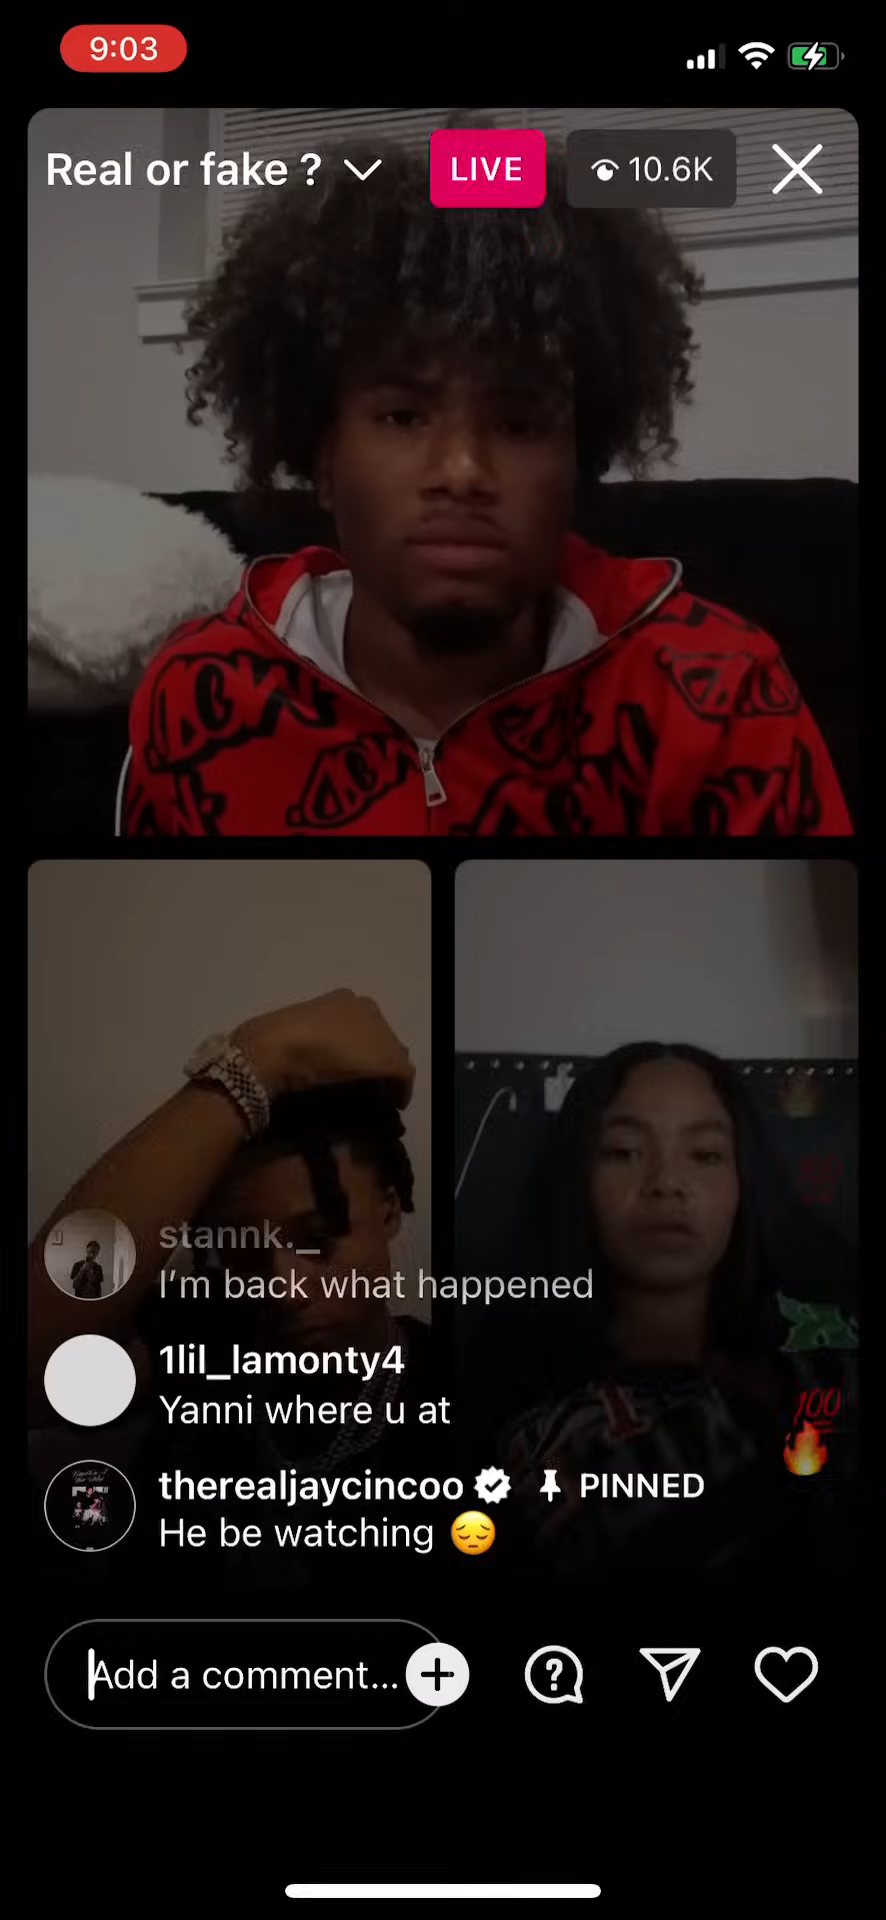 9:03
Real or fake ?
LIVE
10.6K
stannk._
I’m back what happened
1lil_lamonty4
Yanni where u at
therealjaycincoo PINNED
He be watching 😔
100
Add a comment...